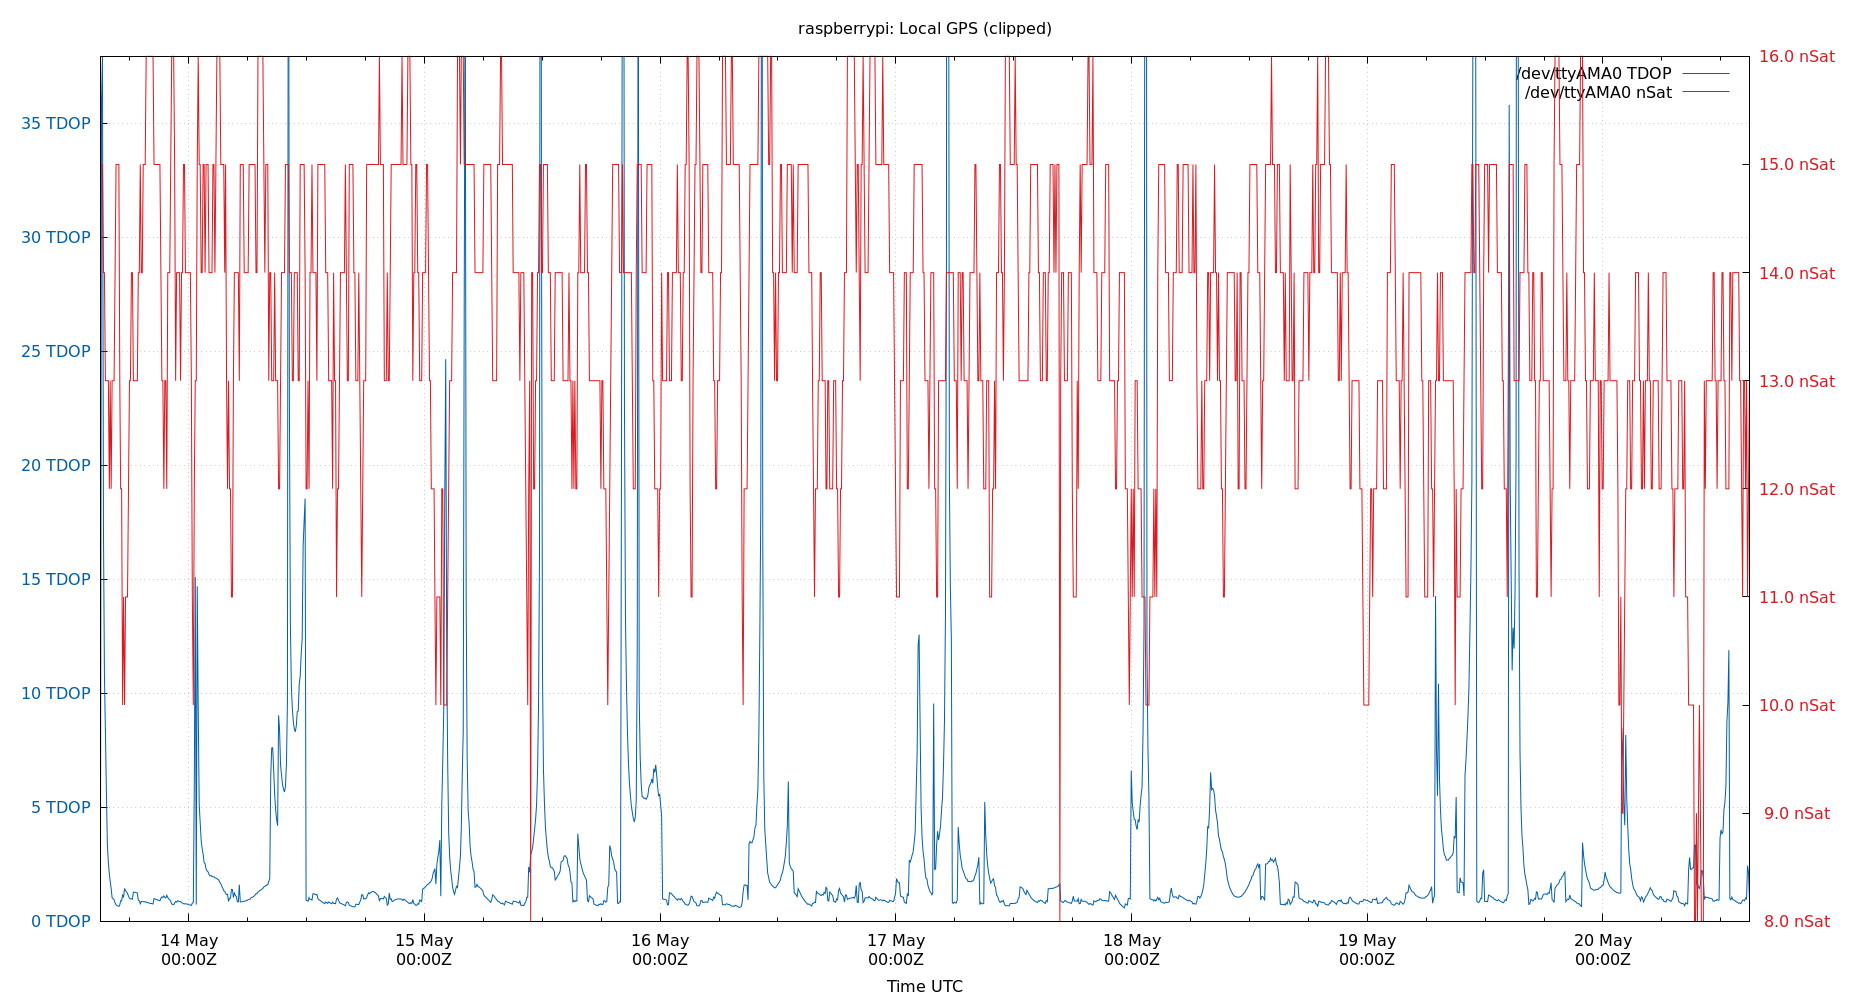 raspberrypi: Local GPS (clipped)
/dev/ttyAMA0 TDOP
/dev/ttyAMA0 nSat
35 TDOP
30 TDOP
25 TDOP
20 TDOP
15 TDOP
10 TDOP
5 TDOP
0 TDOP
16.0 nSat
15.0 nSat
14.0 nSat
13.0 nSat
12.0 nSat
11.0 nSat
10.0 nSat
9.0 nSat
8.0 nSat
14 May
00:00Z
15 May
00:00Z
16 May
00:00Z
17 May
00:00Z
18 May
00:00Z
19 May
00:00Z
20 May
00:00Z
Time UTC